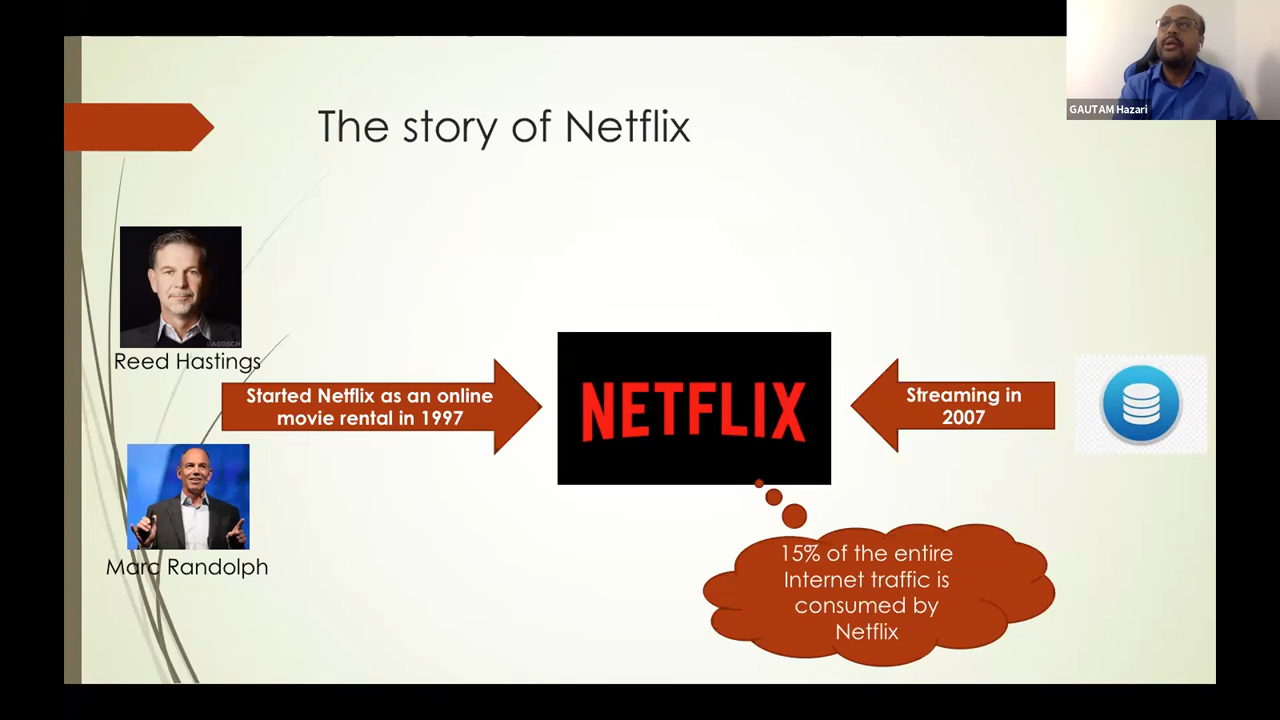 GAUTAM Hazari
The story of Netflix
@ABOSCH
Reed Hastings
Started Netflix as an online
movie rental in 1997
NETFLIX
Streaming in
2007
Marc Randolph
15% of the entire
Internet traffic is
consumed by
Netflix